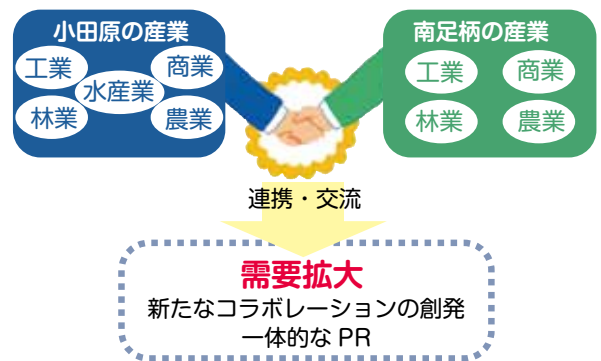 小田原の産業
工業
商業
水産業
林業
農業
南足柄の産業
工業
商業
林業
農業
連携・交流
需要拡大
新たなコラボレーションの創発
一体的な PR